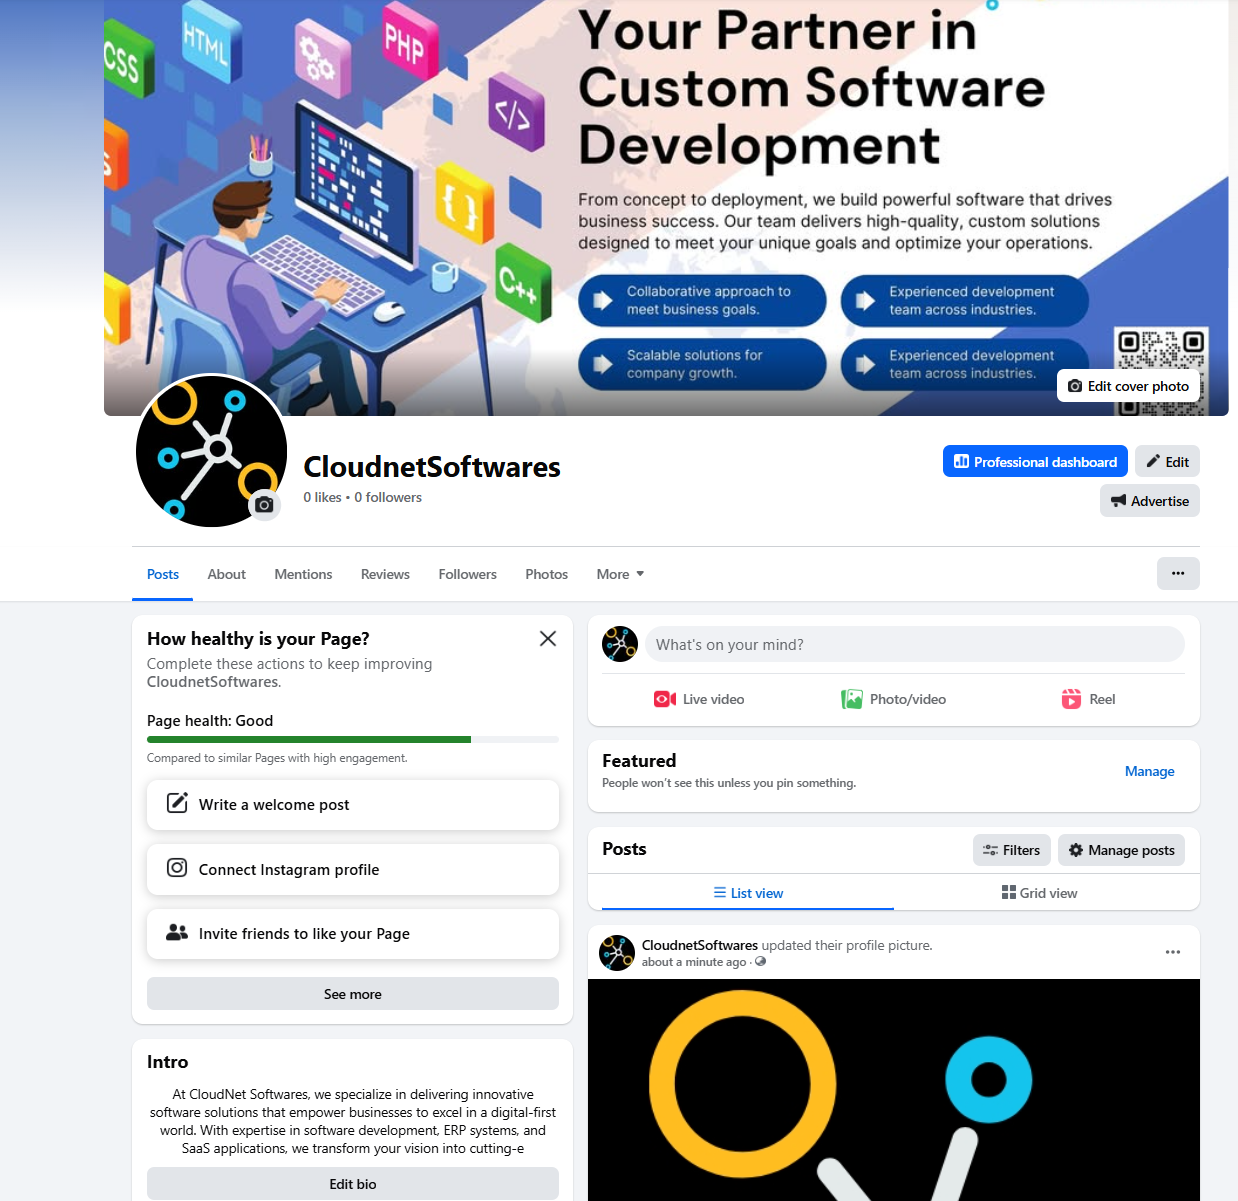 CSS
HTML
PHP
</>
{}
C++
Your Partner in
Custom Software
Development
From concept to deployment, we build powerful software that drives
business success. Our team delivers high-quality, custom solutions
designed to meet your unique goals and optimize your operations.
Collaborative approach to
meet business goals.
Experienced development
team across industries.
Scalable solutions for
company growth.
Experienced development
team across industries.
Edit cover photo
CloudnetSoftwares
0 likes • 0 followers
Professional dashboard
Edit
Advertise
Posts
About
Mentions
Reviews
Followers
Photos
More
How healthy is your Page?
Complete these actions to keep improving
CloudnetSoftwares.
Page health: Good
Compared to similar Pages with high engagement.
Write a welcome post
Connect Instagram profile
Invite friends to like your Page
See more
Intro
At CloudNet Softwares, we specialize in delivering innovative
software solutions that empower businesses to excel in a digital-first
world. With expertise in software development, ERP systems, and
SaaS applications, we transform your vision into cutting-e
Edit bio
What's on your mind?
Live video
Photo/video
Reel
Featured
People won't see this unless you pin something.
Manage
Posts
Filters
Manage posts
List view
Grid view
CloudnetSoftwares updated their profile picture.
about a minute ago ·